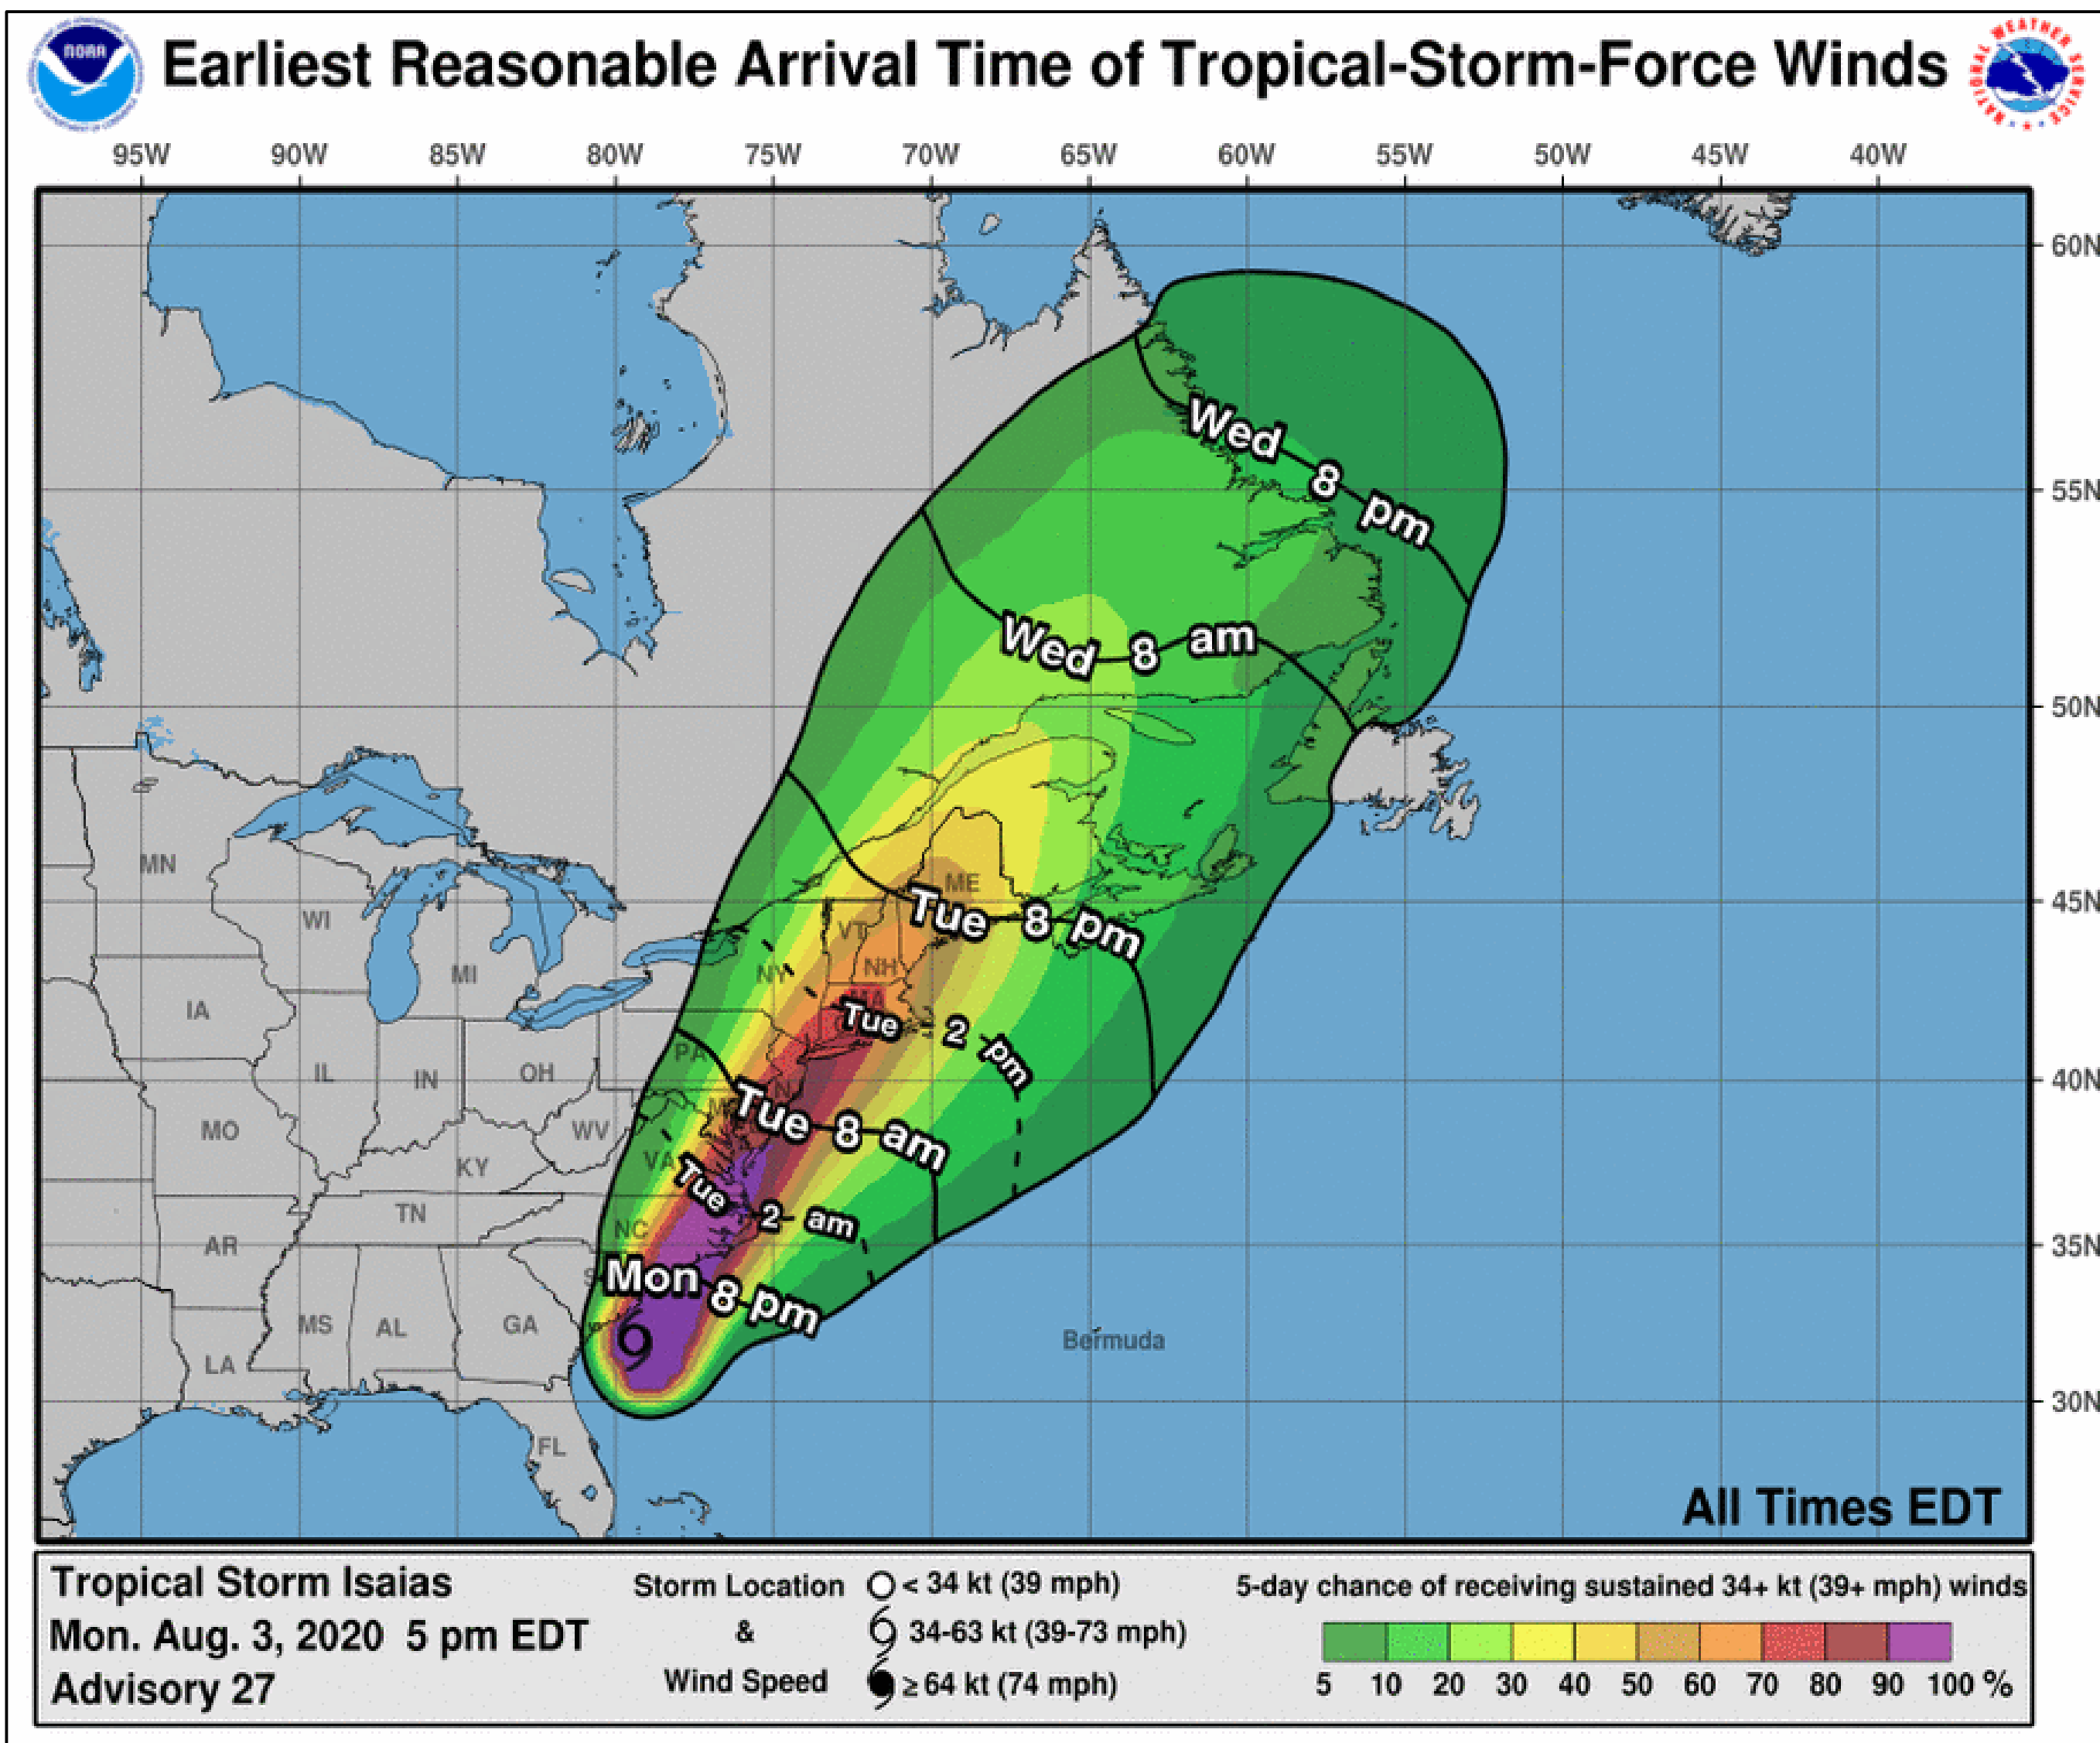 NOAA
Earliest Reasonable Arrival Time of Tropical-Storm-Force Winds
NATIONAL WEATHER SERVICE
95W 90W 85W 80W 75W 70W 65W 60W 55W 50W 45W 40W
60N
Wed 8 pm
55N
Wed 8 am
50N
MN
ME
45N
WI
VT
Tue 8 pm
MI
NY
NH
MA
IA
Tue 2 pm
PA
IL
IN
OH
40N
Tue 8 am
MO
WV
KY
VA
Tue 2 am
TN
NC
AR
35N
Mon 8 pm
MS
AL
GA
Bermuda
LA
30N
FL
All Times EDT
Tropical Storm Isaias
Mon. Aug. 3, 2020 5 pm EDT
Advisory 27
Storm Location
&
Wind Speed
< 34 kt (39 mph)
34-63 kt (39-73 mph)
≥ 64 kt (74 mph)
5-day chance of receiving sustained 34+ kt (39+ mph) winds
5 10 20 30 40 50 60 70 80 90 100 %